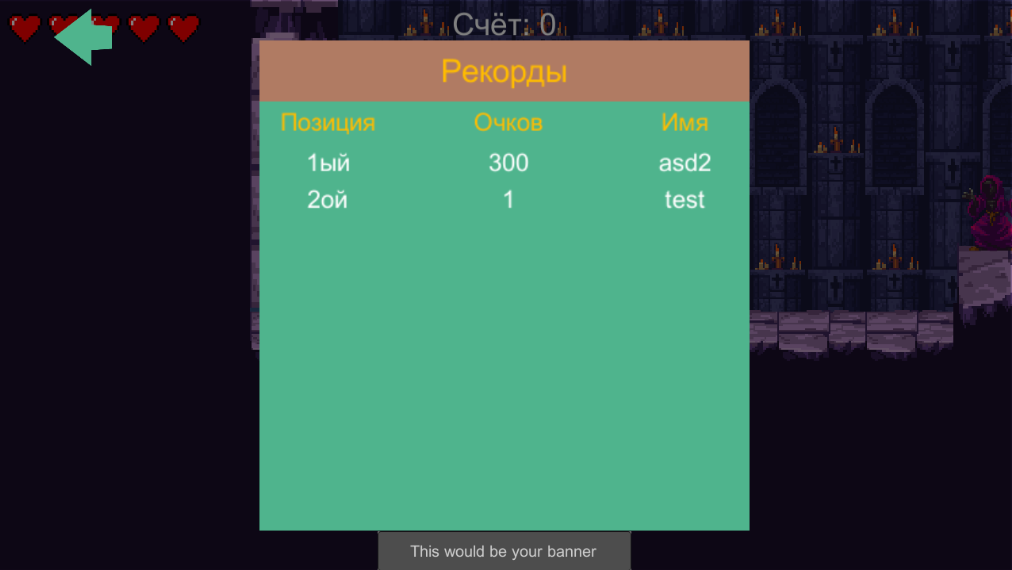 Счёт: 0
Рекорды
Позиция Очков Имя
1ый 300 asd2
2ой 1 test
This would be your banner